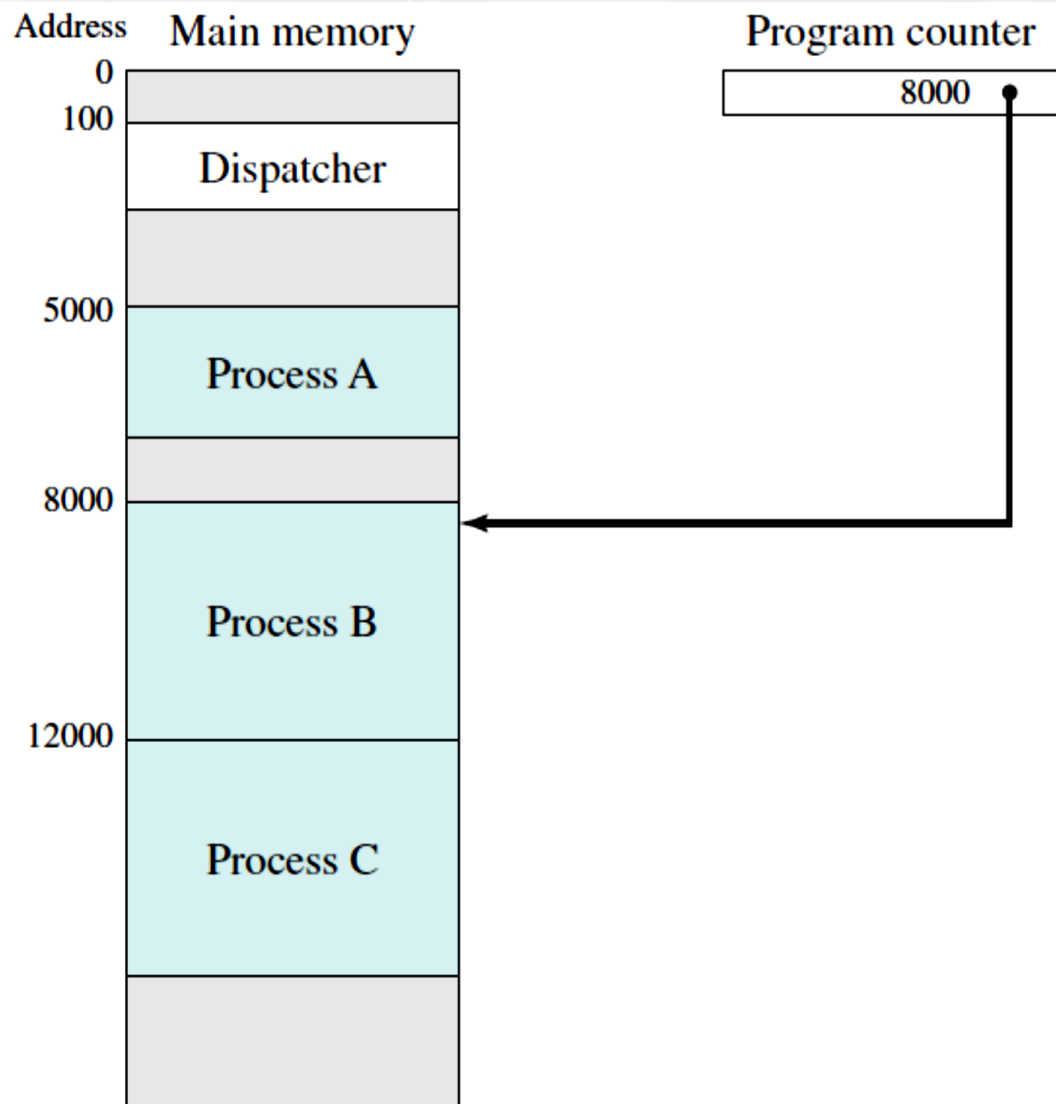 Address
Main memory
Program counter
0
8000
100
Dispatcher
5000
Process A
8000
Process B
12000
Process C